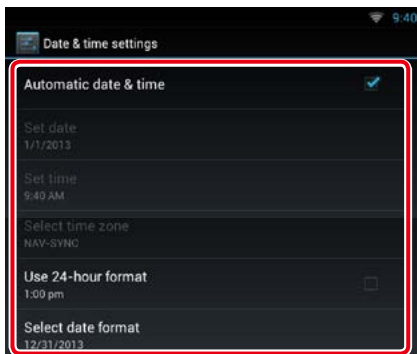 9:40
Date & time settings
Automatic date & time
Set date
1/1/2013
Set time
9:40 AM
Select time zone
NAV-SYNC
Use 24-hour format
1:00 pm
Select date format
12/31/2013